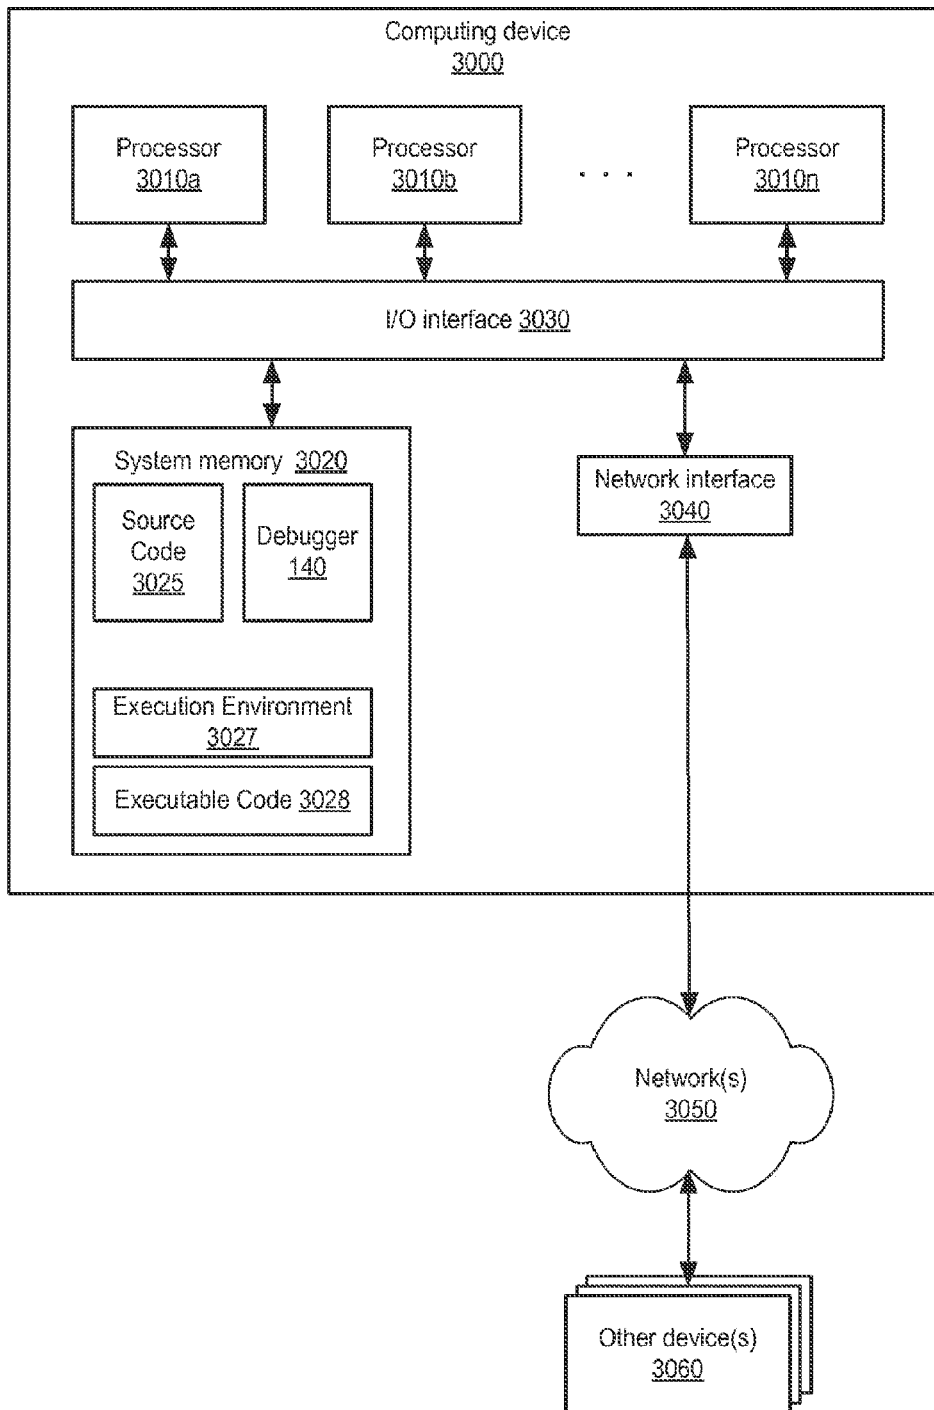 Computing device
3000
Processor
3010a
Processor
3010b
. . .
Processor
3010n
I/O interface 3030
System memory 3020
Source
Code
3025
Debugger
140
Execution Environment
3027
Executable Code 3028
Network interface
3040
Network(s)
3050
Other device(s)
3060